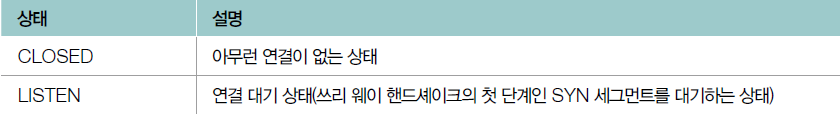 상태 설명
CLOSED 아무런 연결이 없는 상태
LISTEN 연결 대기 상태(쓰리 웨이 핸드셰이크의 첫 단계인 SYN 세그먼트를 대기하는 상태)